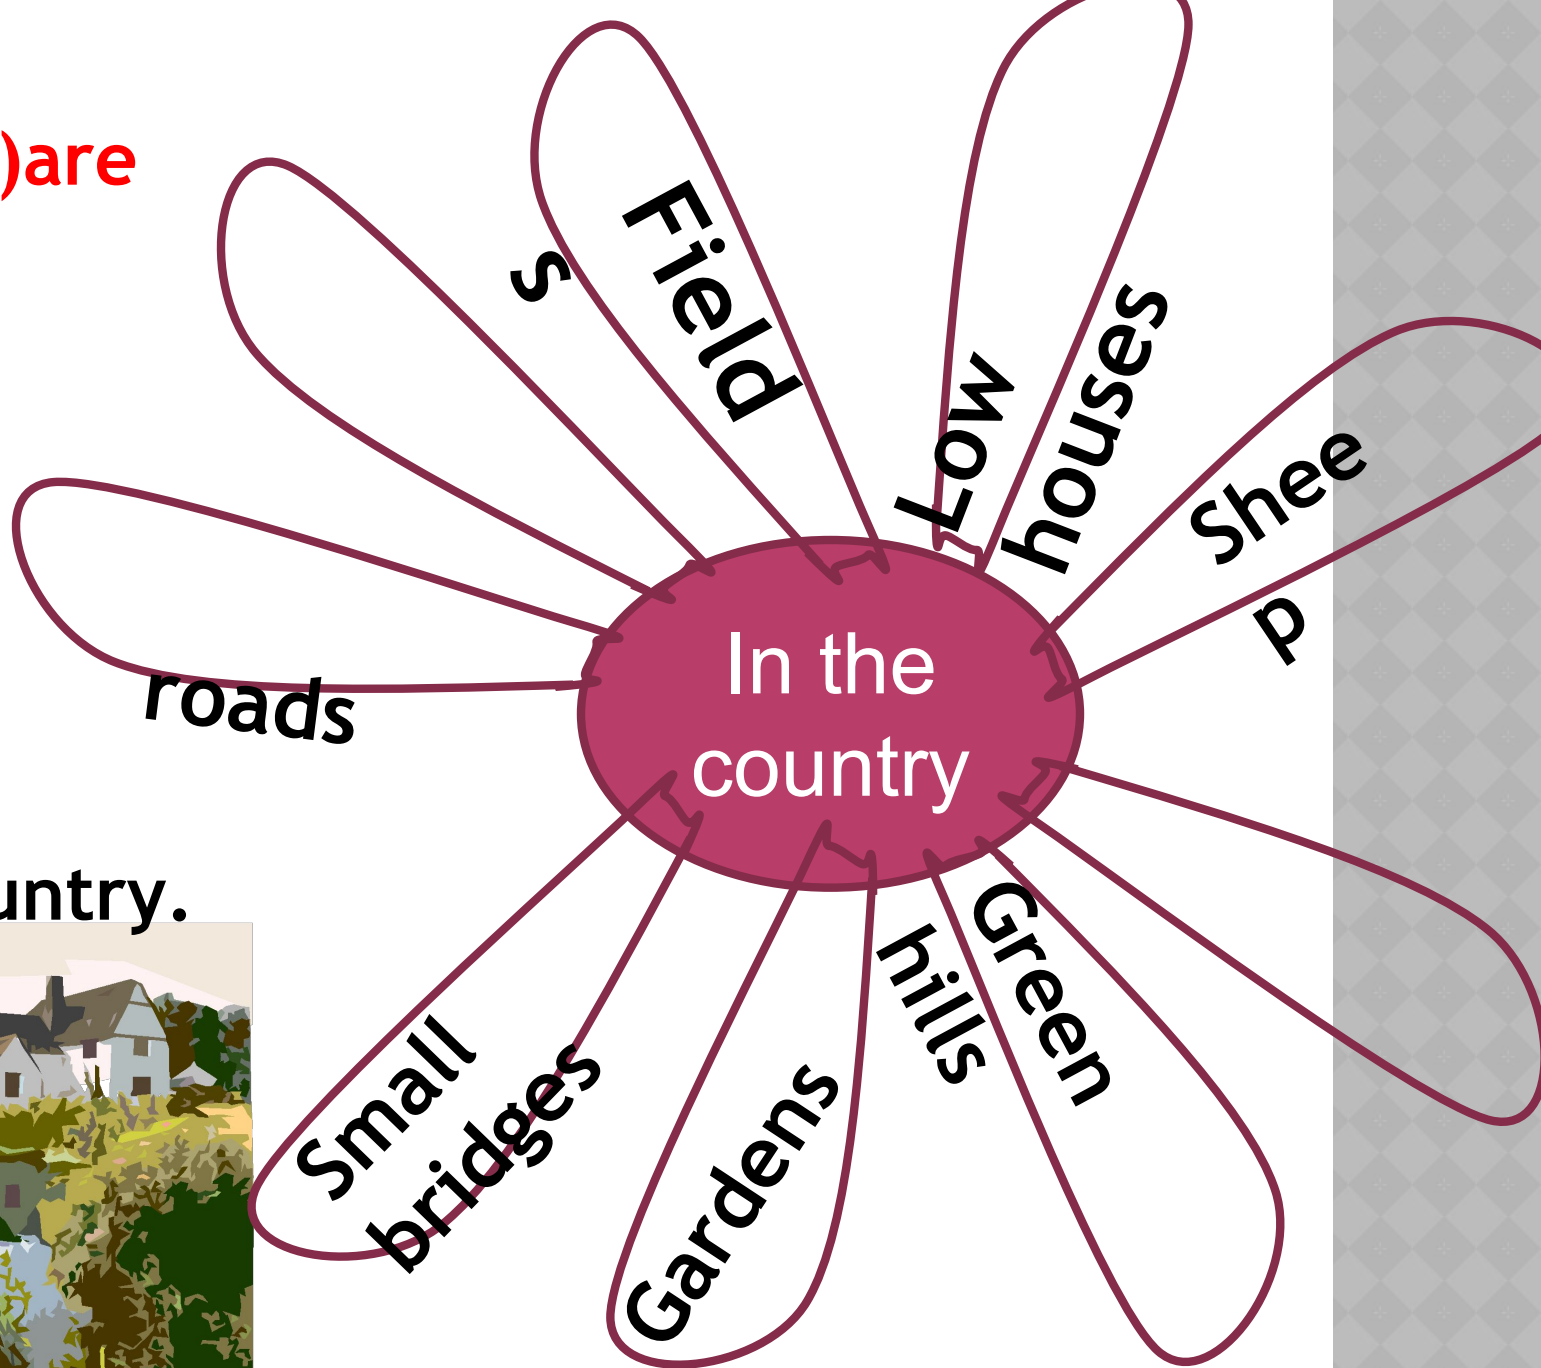 )are
Field
s
Low
houses
Shee
p
roads
In the
country
untry.
Small
bridges
Gardens
Green
hills